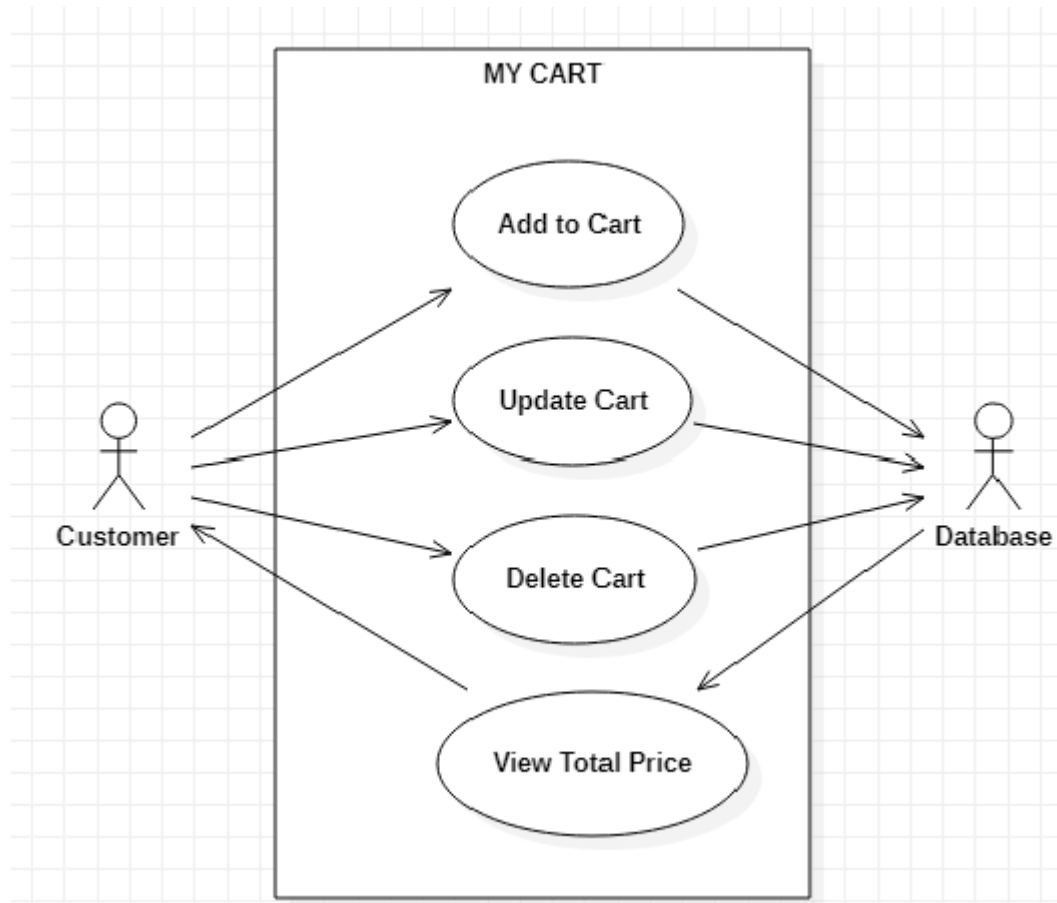 MY CART
Add to Cart
Update Cart
Customer
Database
Delete Cart
View Total Price